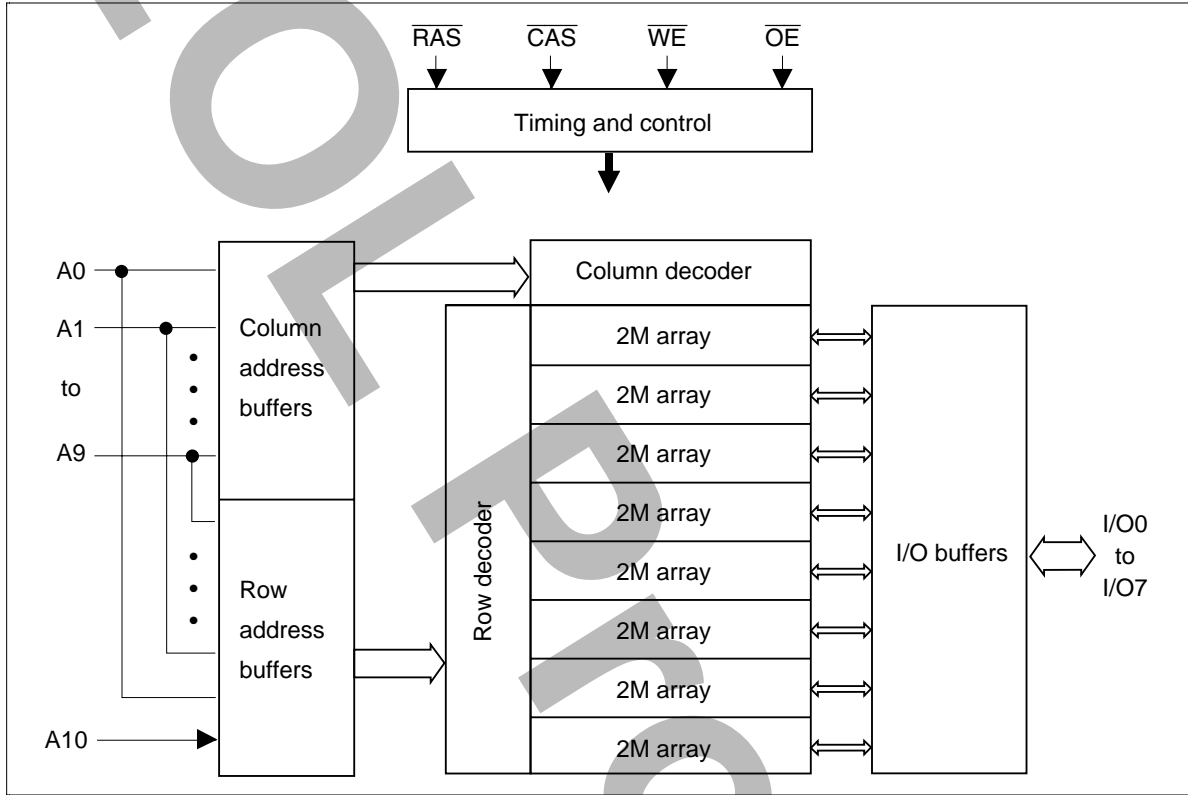 RAS CAS WE OE
Timing and control
A0
A1
to
A9
A10
Column
address
buffers
Row
address
buffers
Column decoder
Row decoder
2M array
2M array
2M array
2M array
2M array
2M array
2M array
2M array
I/O buffers
I/O0
to
I/O7